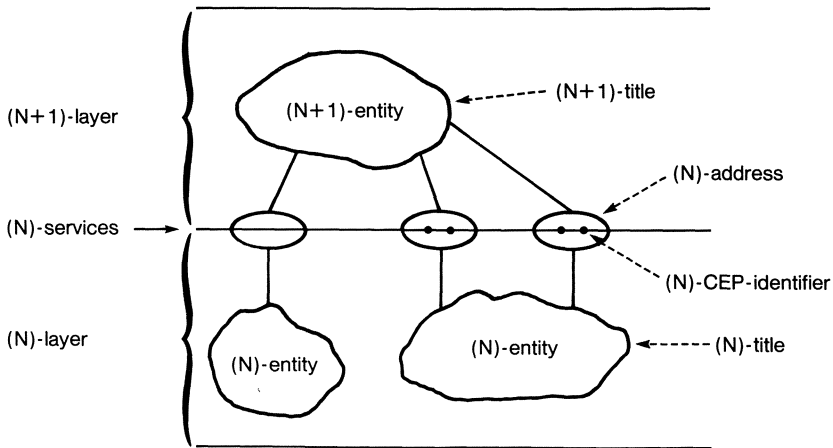 (N+1)-title
(N+1)-entity
(N+1)-layer
(N)-address
(N)-services
(N)-CEP-identifier
(N)-layer
(N)-entity
(N)-entity
(N)-title